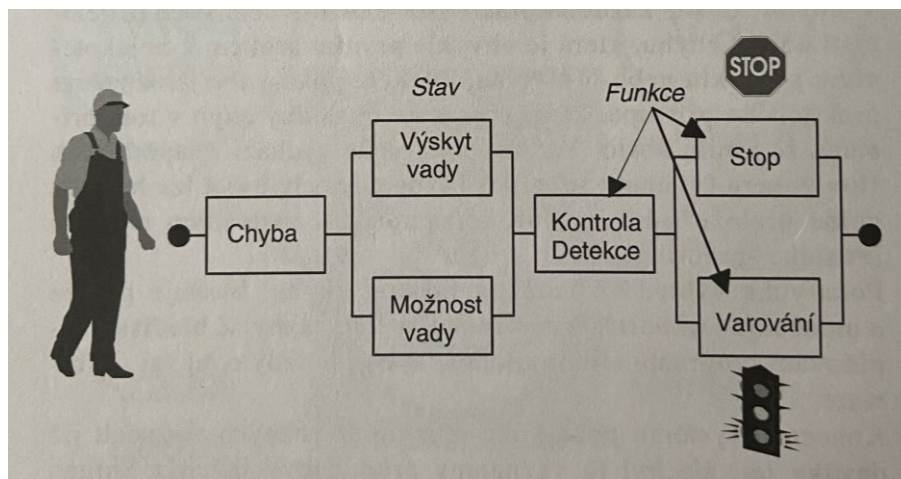 STOP
Stav
Funkce
Výskyt
vady
Stop
Chyba
Kontrola
Detekce
Možnost
vady
Varování